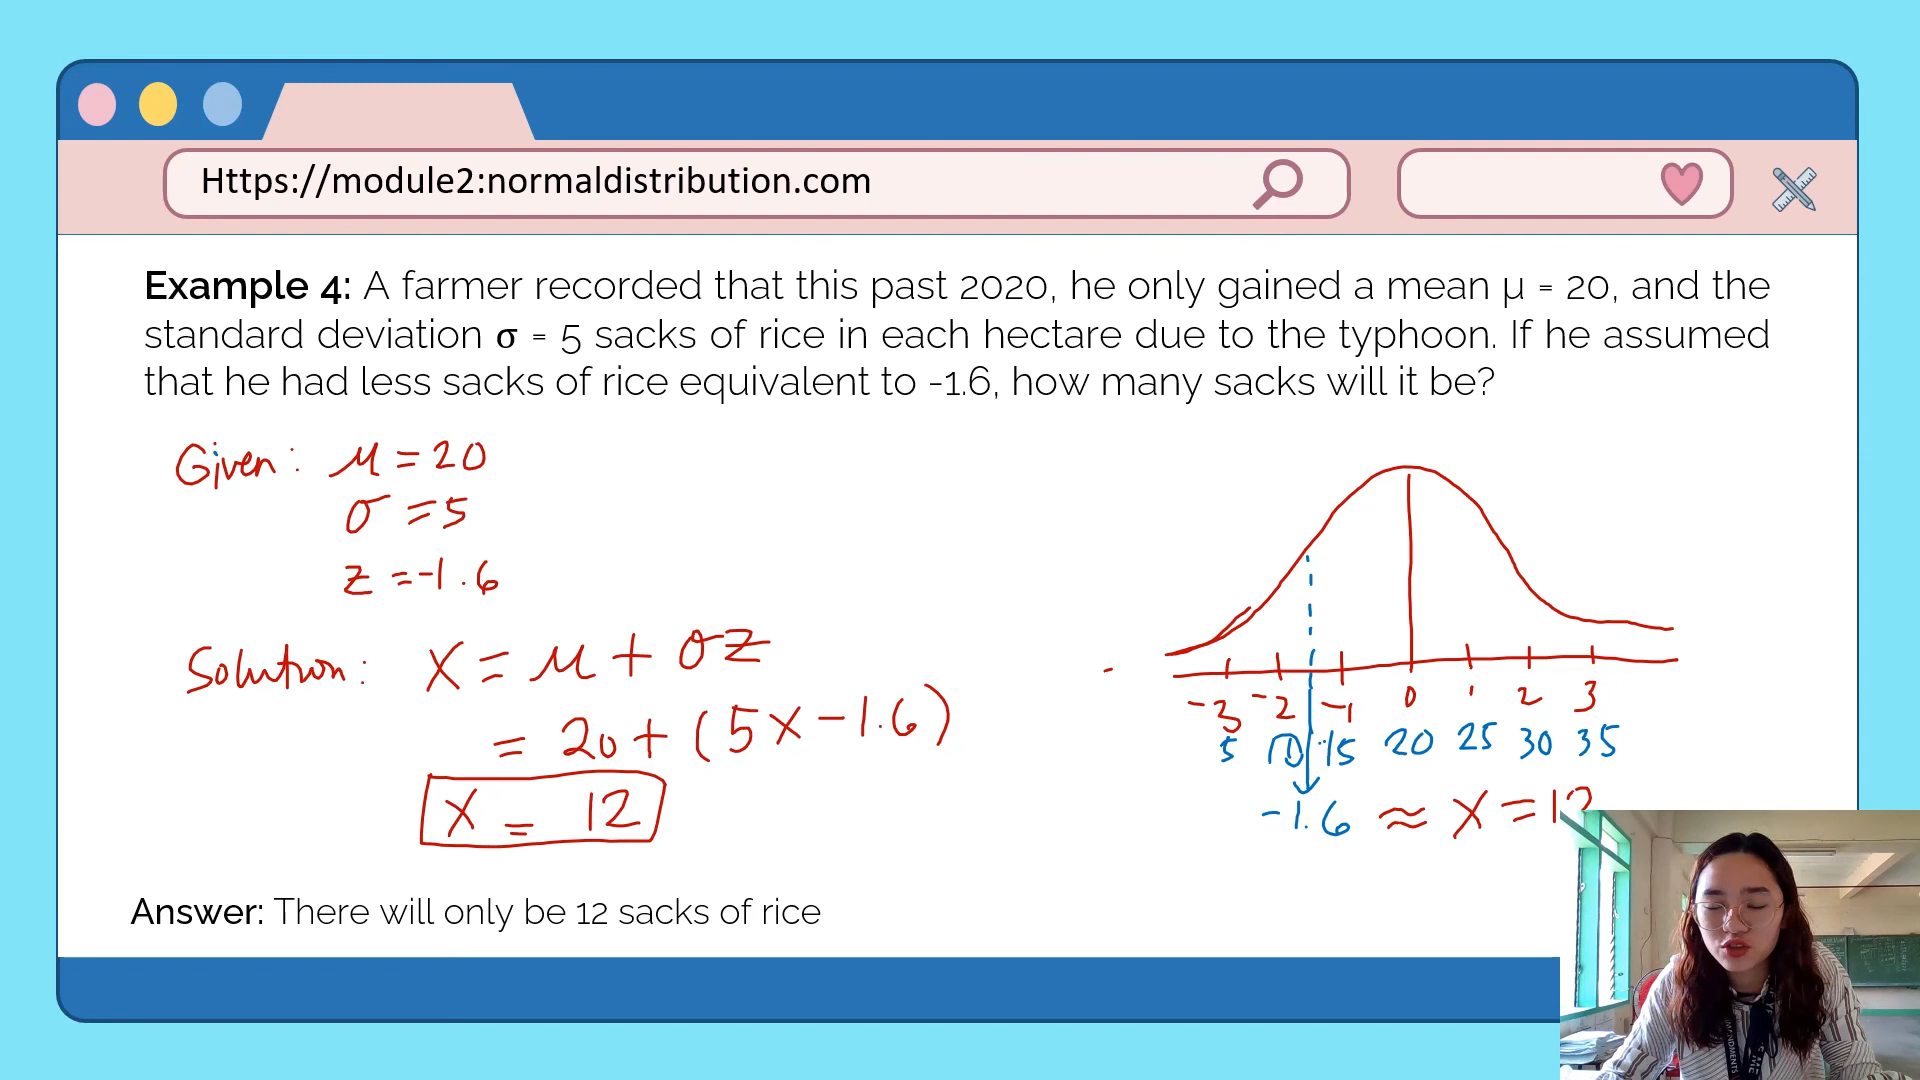 Https://module2:normaldistribution.com
Example 4: A farmer recorded that this past 2020, he only gained a mean μ = 20, and the
standard deviation σ = 5 sacks of rice in each hectare due to the typhoon. If he assumed
that he had less sacks of rice equivalent to -1.6, how many sacks will it be?
Given: μ = 20
σ = 5
z = -1.6
Solution: X = μ + σz
= 20 + (5x -1.6)
X = 12
-3 -2 -1 0 1 2 3
5 10 15 20 25 30 35
-1.6 ≈ X = 12
Answer: There will only be 12 sacks of rice